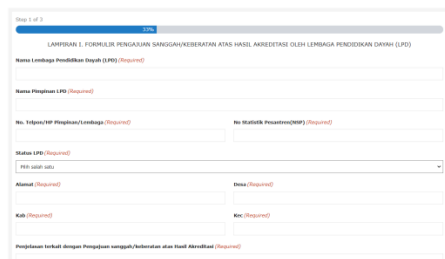 Step 1 of 3
33%
LAMPIRAN I. FORMULIR PENGAJUAN SANGGAH/KEBERATAN ATAS HASIL AKREDITASI OLEH LEMBAGA PENDIDIKAN DAYAH (LPD)
Nama Lembaga Pendidikan Dayah (LPD) (Required)
Nama Pimpinan LPD (Required)
No. Telpon/HP Pimpinan/Lembaga (Required)
No Statistik Pesantren(NSP) (Required)
Status LPD (Required)
Pilih salah satu
Alamat (Required)
Desa (Required)
Kab (Required)
Kec (Required)
Penjelasan terkait dengan Pengajuan sanggah/keberatan atas Hasil Akreditasi (Required)